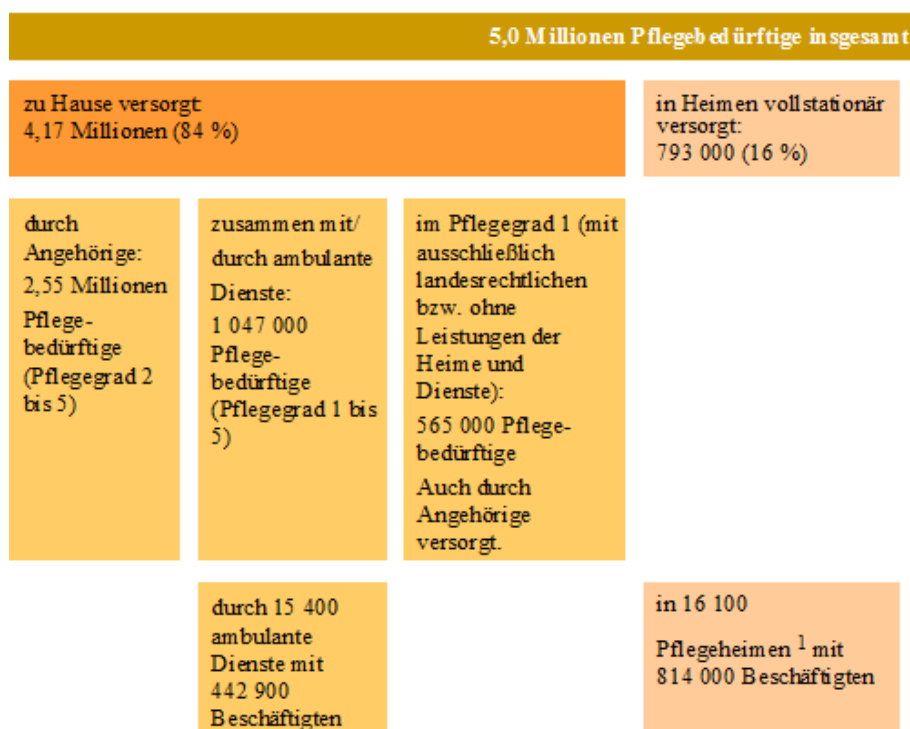 5,0 Millionen Pflegebedürftige insgesamt
zu Hause versorgt:
4,17 Millionen (84 %)
in Heimen vollstationär
versorgt:
793 000 (16 %)
durch
Angehörige:
2,55 Millionen
Pflege-
bedürftige
(Pflegegrad 2
bis 5)
zusammen mit/
durch ambulante
Dienste:
1 047 000
Pflege-
bedürftige
(Pflegegrad 1 bis
5)
im Pflegegrad 1 (mit
ausschließlich
landesrechtlichen
bzw. ohne
Leistungen der
Heime und
Dienste):
565 000 Pflege-
bedürftige
Auch durch
Angehörige
versorgt.
durch 15 400
ambulante
Dienste mit
442 900
Beschäftigten
in 16 100
Pflegeheimen 1 mit
814 000 Beschäftigten